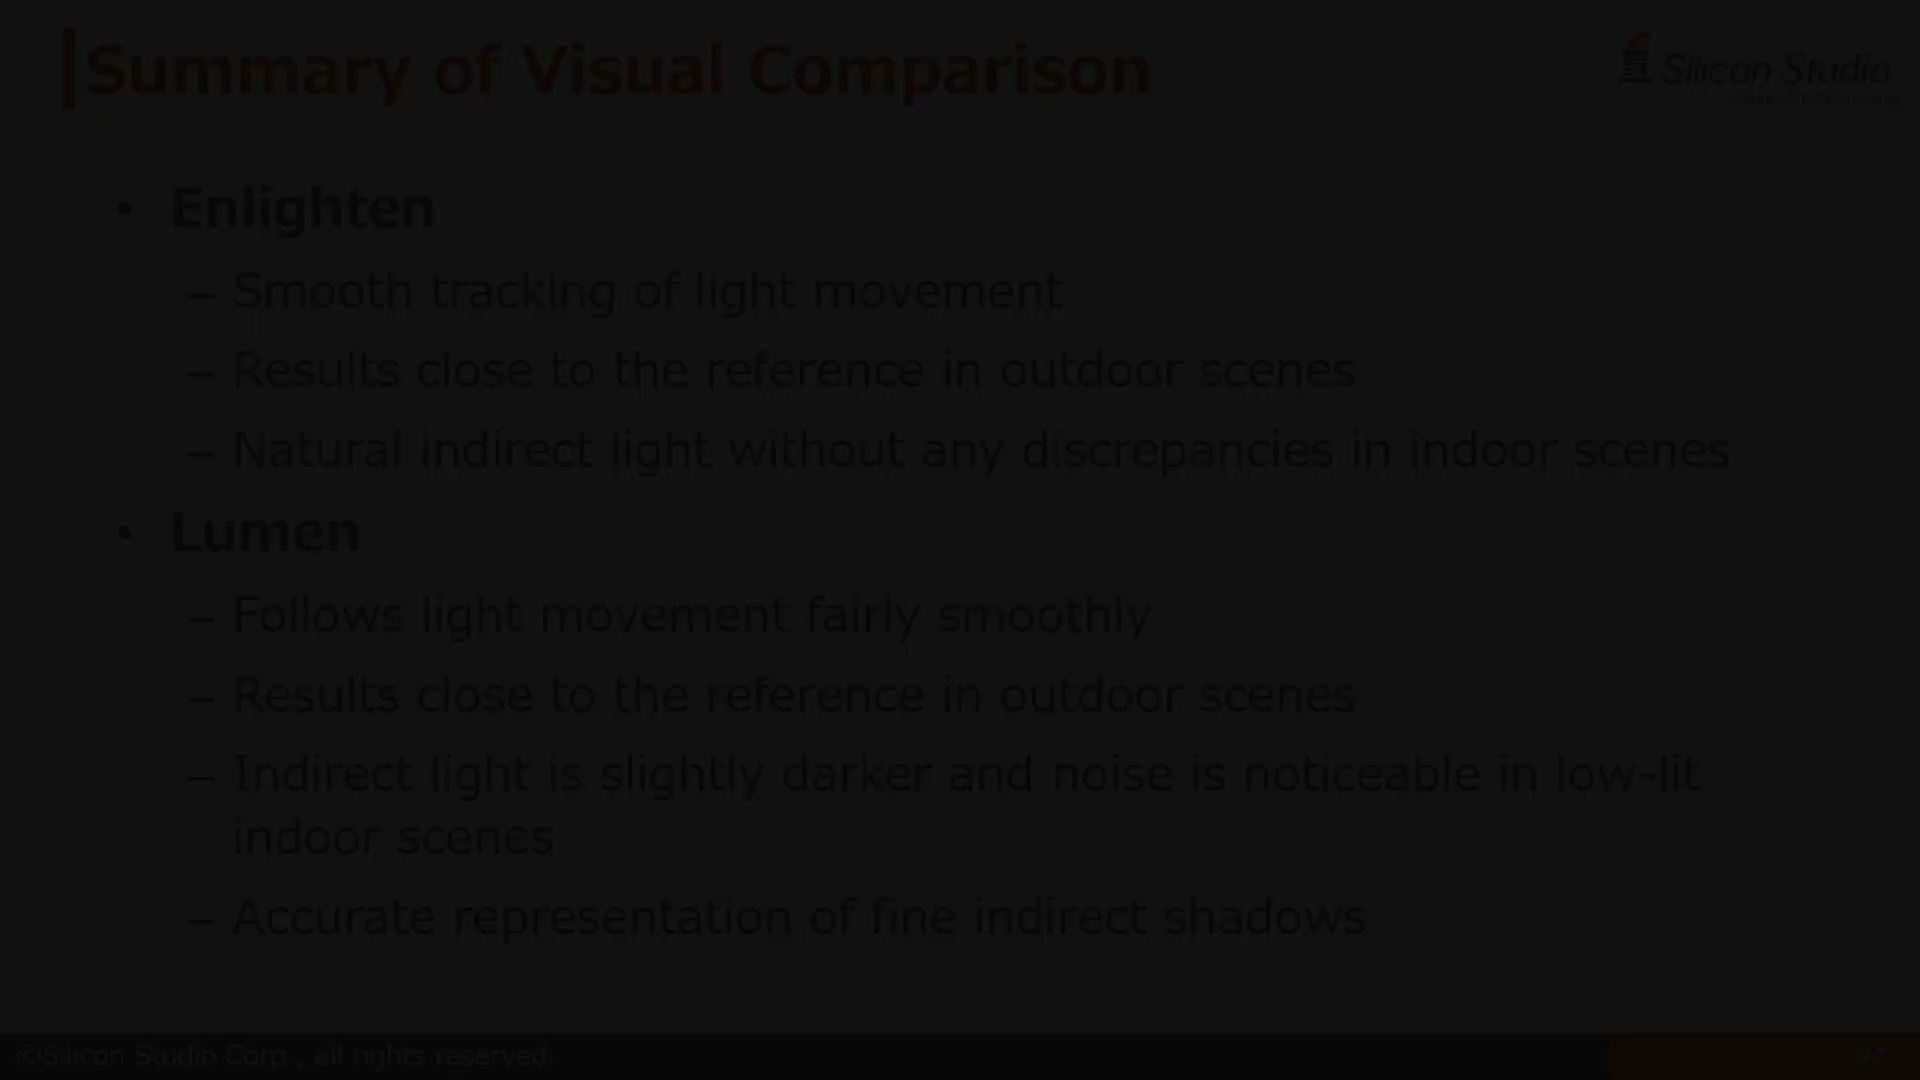 Summary of Visual Comparison
Silicon Studio
• Enlighten
– Smooth tracking of light movement
– Results close to the reference in outdoor scenes
– Natural indirect light without any discrepancies in indoor scenes
• Lumen
– Follows light movement fairly smoothly
– Results close to the reference in outdoor scenes
– Indirect light is slightly darker and noise is noticeable in low-lit
indoor scenes
– Accurate representation of fine indirect shadows
©Silicon Studio Corp., all rights reserved.